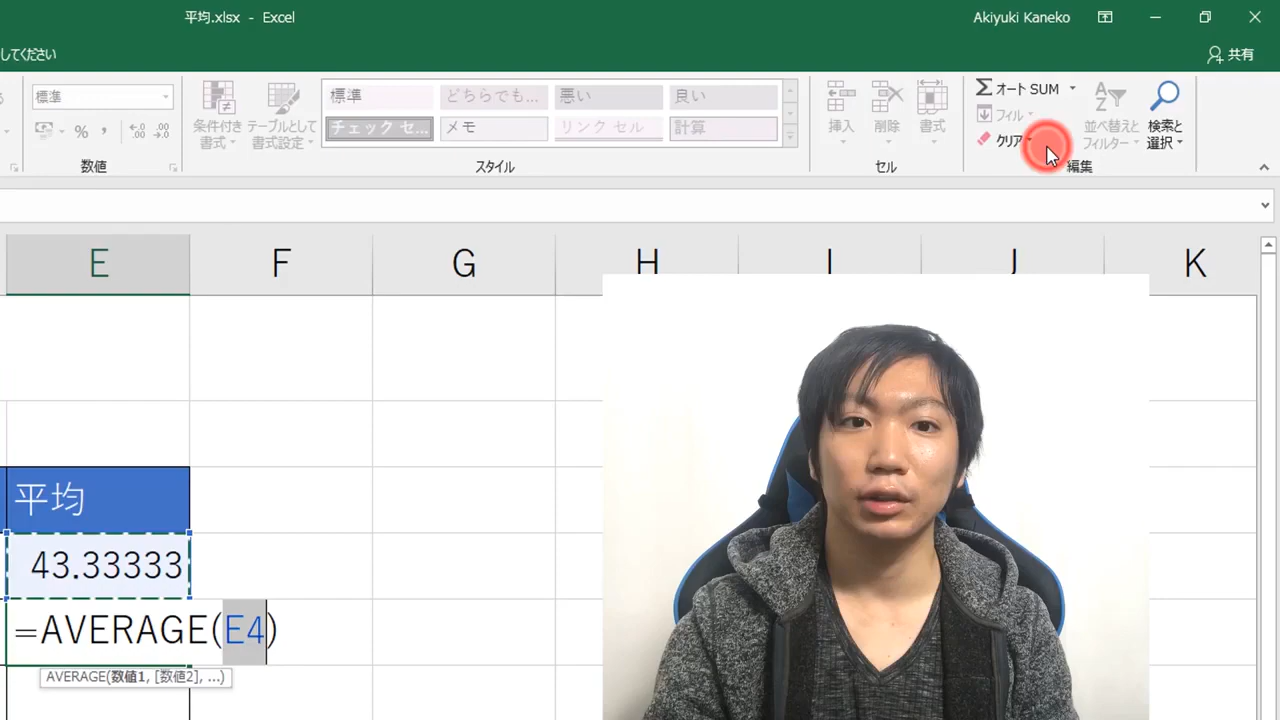 平均.xlsx - Excel
Akiyuki Kaneko
してください
共有
標準
% ,
条件付き
書式
テーブルとして
書式設定
標準
どちらでも...
悪い
良い
チェック セ...
メモ
リンク セル
計算
挿入
削除
書式
Σ オート SUM
フィル
クリア
並べ替えと
フィルター
検索と
選択
数値
スタイル
セル
編集
E F G H I J K
平均
43.33333
=AVERAGE(E4)
AVERAGE(数値1, [数値2], ...)